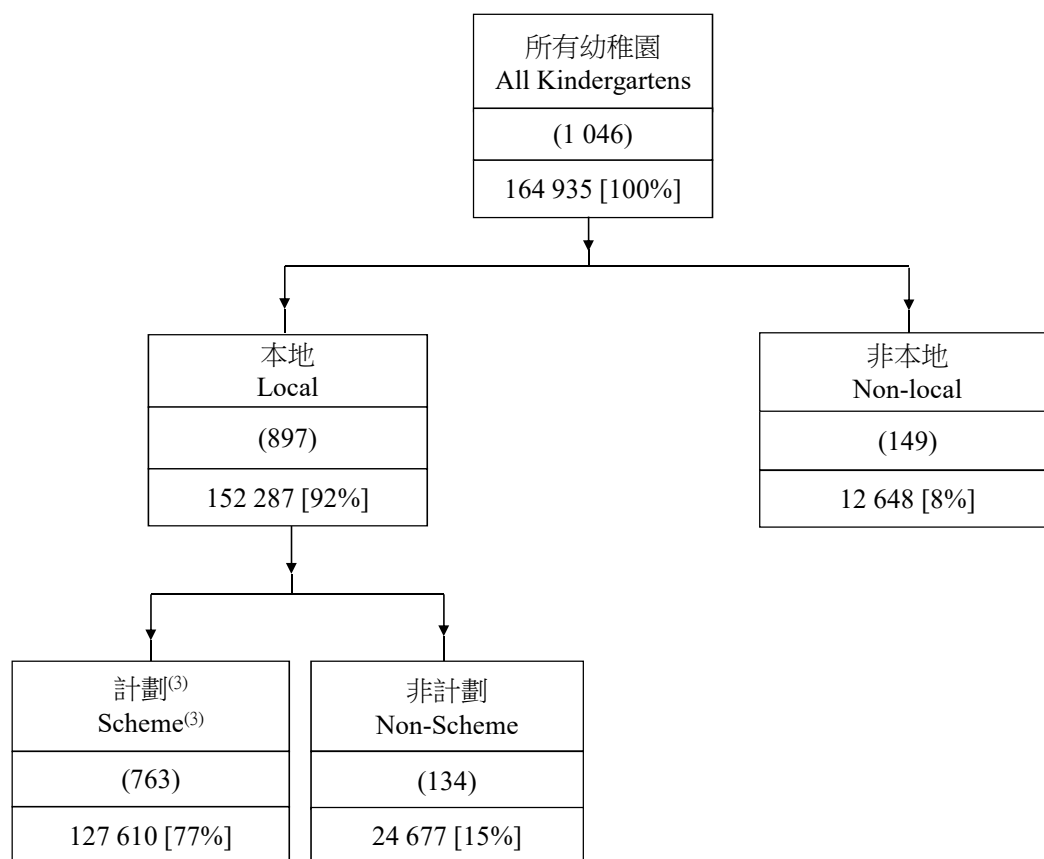 所有幼稚園
All Kindergartens
(1 046)
164 935 [100%]
本地
Local
(897)
152 287 [92%]
非本地
Non-local
(149)
12 648 [8%]
計劃(3)
Scheme(3)
(763)
127 610 [77%]
非計劃
Non-Scheme
(134)
24 677 [15%]